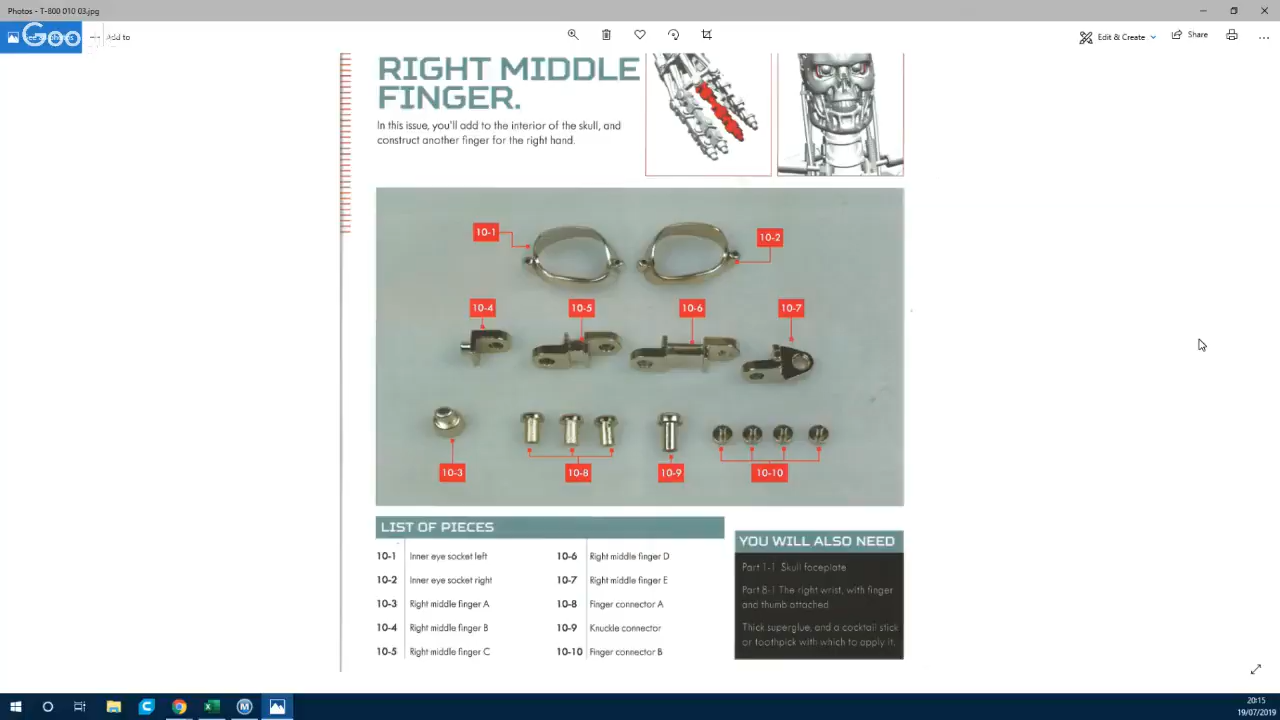 Photos - T-800 010 03.jpg
Add to
Edit & Create
Share
RIGHT MIDDLE
FINGER.
In this issue, you'll add to the interior of the skull, and
construct another finger for the right hand.
10-1
10-2
10-4
10-5
10-6
10-7
10-3
10-8
10-9
10-10
LIST OF PIECES
10-1 Inner eye socket left
10-2 Inner eye socket right
10-3 Right middle finger A
10-4 Right middle finger B
10-5 Right middle finger C
10-6 Right middle finger D
10-7 Right middle finger E
10-8 Finger connector A
10-9 Knuckle connector
10-10 Finger connector B
YOU WILL ALSO NEED
Part 1-1 Skull faceplate
Part 8-1 The right wrist, with finger
and thumb attached
Thick superglue, and a cocktail stick
or toothpick with which to apply it.
20:15
19/07/2019